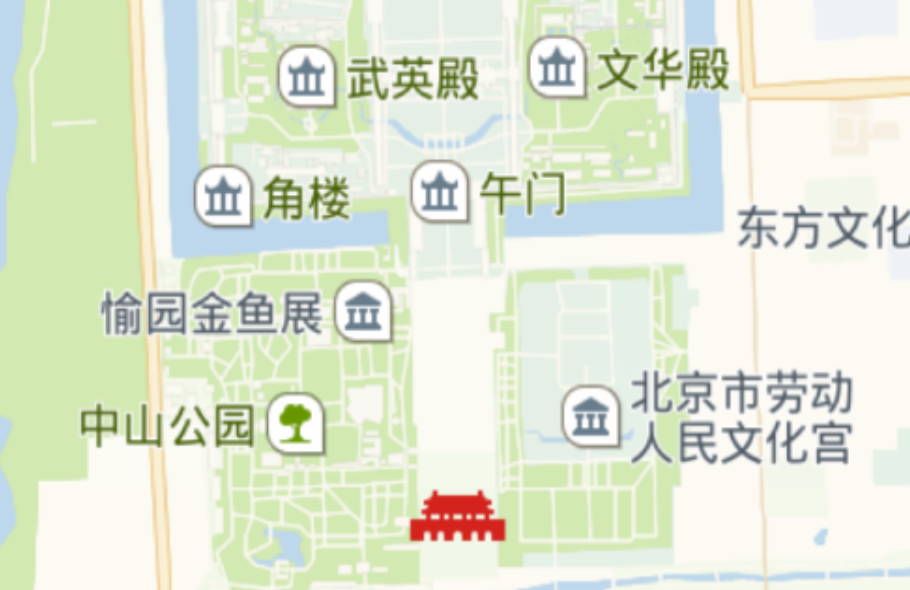 武英殿
文华殿
角楼
午门
东方文化
愉园金鱼展
中山公园
北京市劳动
人民文化宫